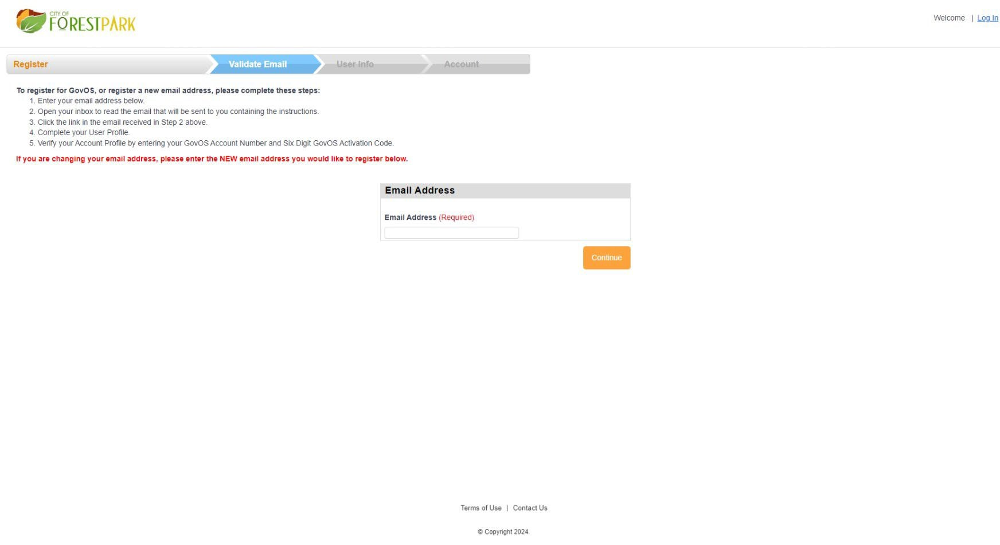 CITY OF
FORESTPARK
Welcome | Log In
Register
Validate Email
User Info
Account
To register for GovOS, or register a new email address, please complete these steps:
1. Enter your email address below.
2. Open your inbox to read the email that will be sent to you containing the instructions.
3. Click the link in the email received in Step 2 above.
4. Complete your User Profile.
5. Verify your Account Profile by entering your GovOS Account Number and Six Digit GovOS Activation Code.
If you are changing your email address, please enter the NEW email address you would like to register below.
Email Address
Email Address (Required)
Continue
Terms of Use | Contact Us
© Copyright 2024.